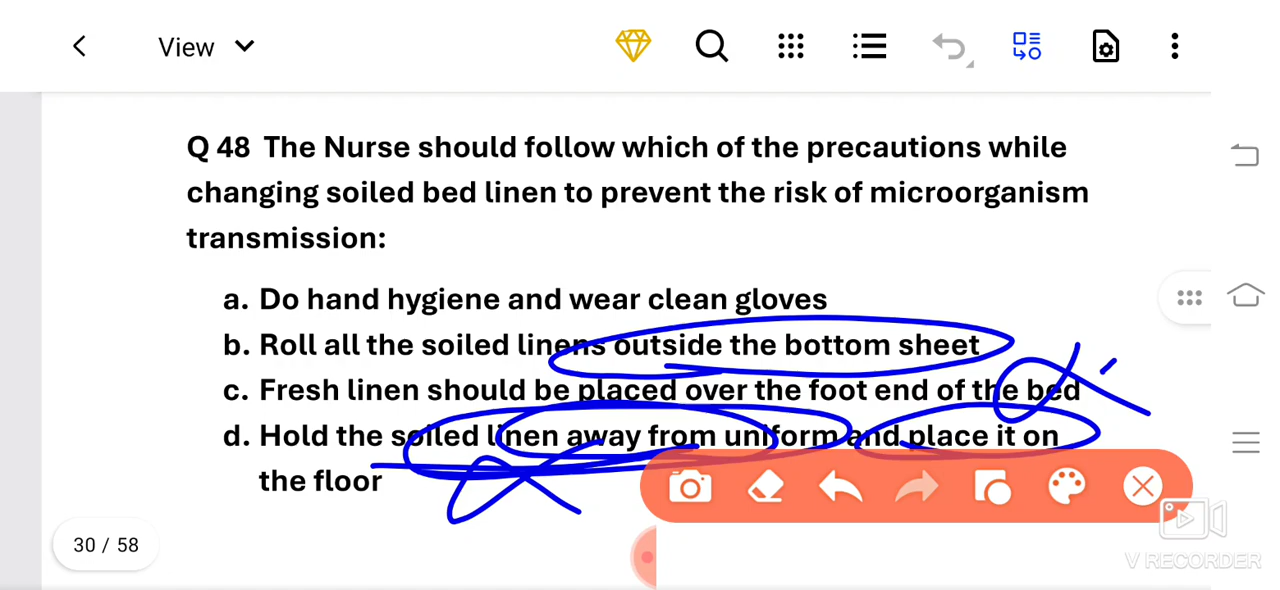 View
Q 48 The Nurse should follow which of the precautions while
changing soiled bed linen to prevent the risk of microorganism
transmission:
a. Do hand hygiene and wear clean gloves
b. Roll all the soiled linens outside the bottom sheet
c. Fresh linen should be placed over the foot end of the bed
d. Hold the soiled linen away from uniform and place it on
the floor
30 / 58
V RECORDER